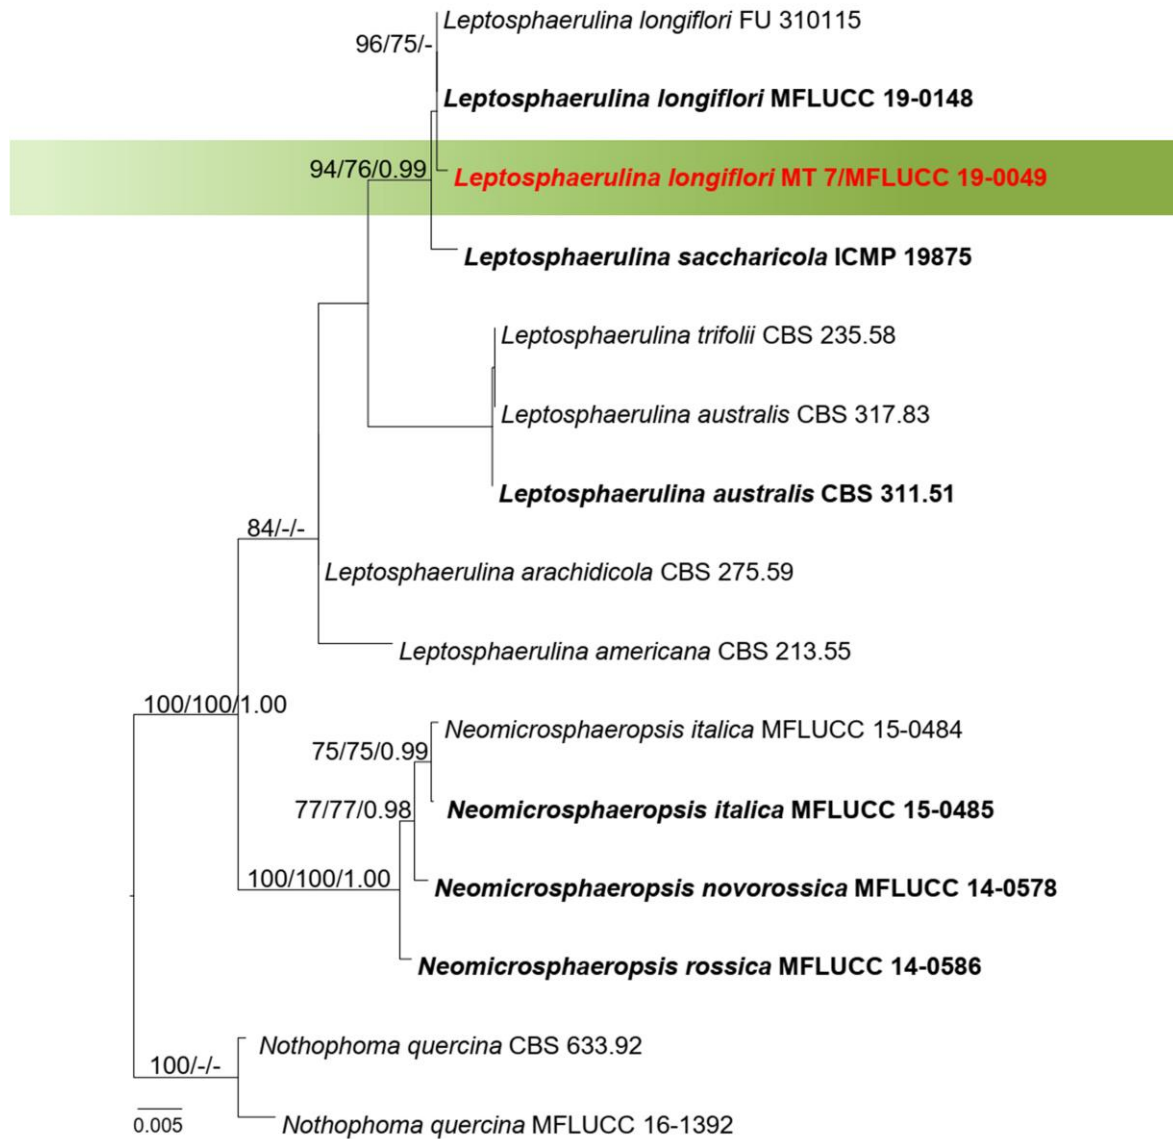 Leptosphaerulina longiflori FU 310115
96/75/-
Leptosphaerulina longiflori MFLUCC 19-0148
94/76/0.99
Leptosphaerulina longiflori MT 7/MFLUCC 19-0049
Leptosphaerulina saccharicola ICMP 19875
Leptosphaerulina trifolii CBS 235.58
Leptosphaerulina australis CBS 317.83
Leptosphaerulina australis CBS 311.51
84/-/-
Leptosphaerulina arachidicola CBS 275.59
Leptosphaerulina americana CBS 213.55
100/100/1.00
Neomicrosphaeropsis italica MFLUCC 15-0484
75/75/0.99
Neomicrosphaeropsis italica MFLUCC 15-0485
77/77/0.98
100/100/1.00
Neomicrosphaeropsis novorossica MFLUCC 14-0578
Neomicrosphaeropsis rossica MFLUCC 14-0586
Nothophoma quercina CBS 633.92
100/-/-
Nothophoma quercina MFLUCC 16-1392
0.005